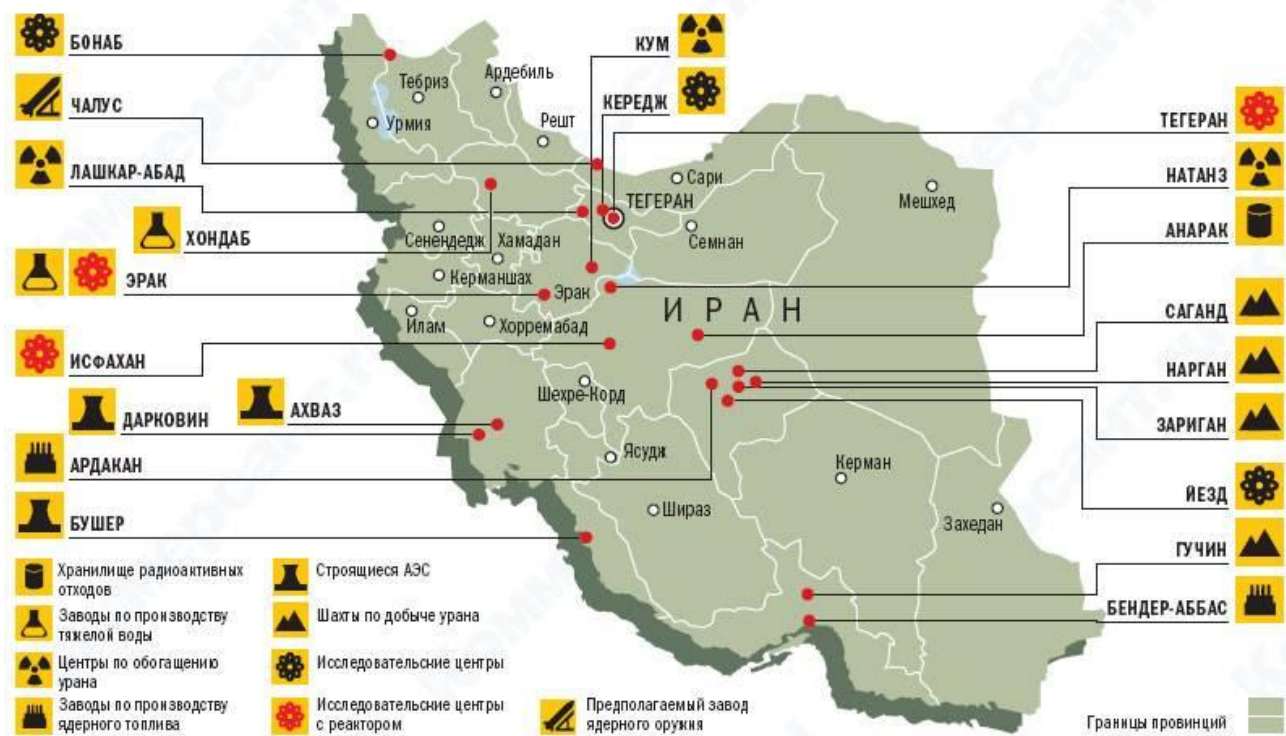 БОНАБ
ЧАЛУС
ЛАШКАР-АБАД
ХОНДАБ
ЭРАК
ИСФАХАН
ДАРКОВИН
АХВАЗ
АРДАКАН
БУШЕР
КУМ
КЕРЕДЖ
ТЕГЕРАН
НАТАНЗ
АНАРАК
САГАНД
НАРГАН
ЗАРИГАН
ЙЕЗД
ГУЧИН
БЕНДЕР-АББАС
Тебриз
Ардебиль
Урмия
Решт
Сари
ТЕГЕРАН
Мешхед
Сенендедж
Хамадан
Семнан
Керманшах
Эрак
ИРАН
Илам
Хорремабад
Шехре-Корд
Ясудж
Керман
Шираз
Захедан
Хранилище радиоактивных
отходов
Заводы по производству
тяжелой воды
Центры по обогащению
урана
Заводы по производству
ядерного топлива
Строящиеся АЭС
Шахты по добыче урана
Исследовательские центры
Исследовательские центры
с реактором
Предполагаемый завод
ядерного оружия
Границы провинций